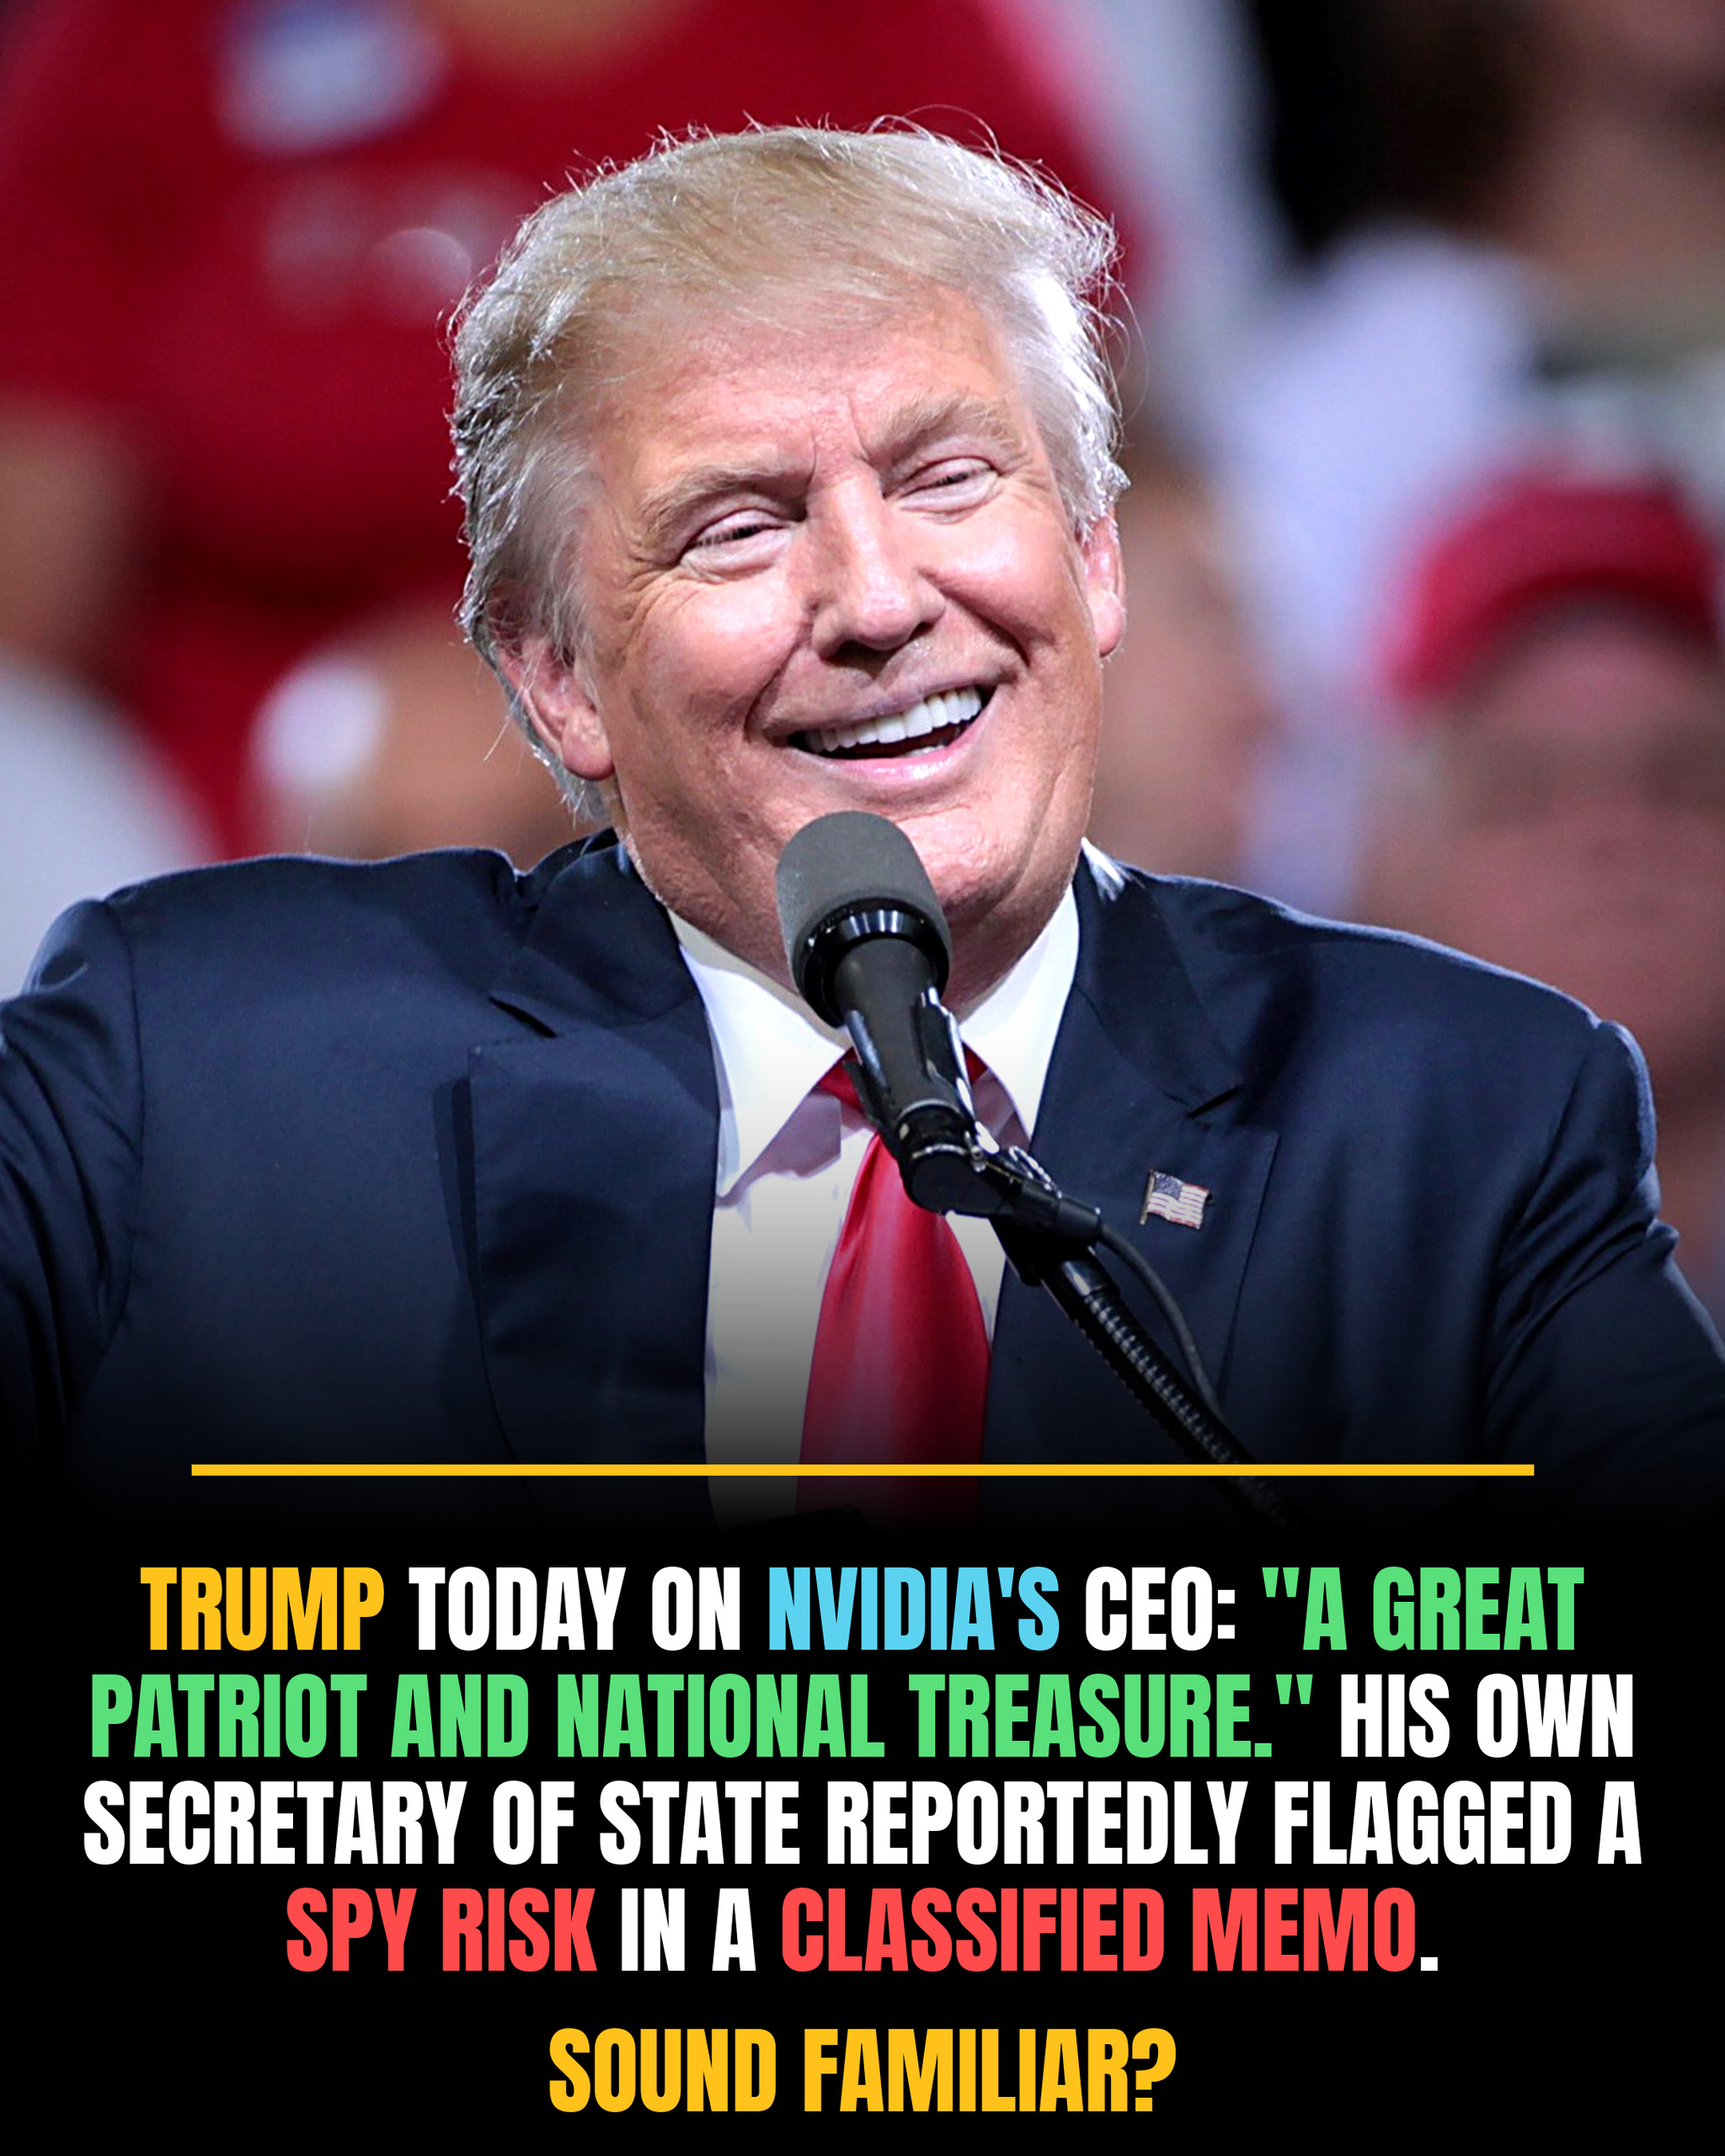 TRUMP TODAY ON NVIDIA'S CEO: "A GREAT
PATRIOT AND NATIONAL TREASURE." HIS OWN
SECRETARY OF STATE REPORTEDLY FLAGGED A
SPY RISK IN A CLASSIFIED MEMO.
SOUND FAMILIAR?